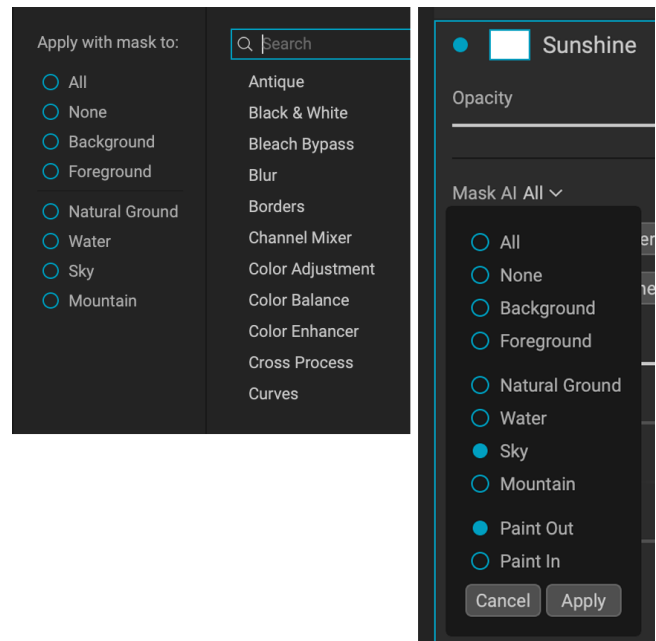 Apply with mask to:
All
None
Background
Foreground
Natural Ground
Water
Sky
Mountain
Search
Antique
Black & White
Bleach Bypass
Blur
Borders
Channel Mixer
Color Adjustment
Color Balance
Color Enhancer
Cross Process
Curves
Sunshine
Opacity
Mask AI All
All
None
Background
Foreground
Natural Ground
Water
Sky
Mountain
Paint Out
Paint In
Cancel Apply